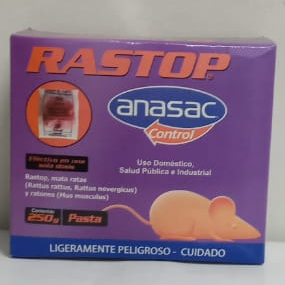 RASTOP
anasac
Control
Efectivo en una
sola dosis
Uso Doméstico,
Salud Pública e Industrial
Rastop, mata ratas
(Rattus rattus, Rattus novergicus)
y ratones (Mus musculus)
Contenido
250g
Pasta
LIGERAMENTE PELIGROSO - CUIDADO